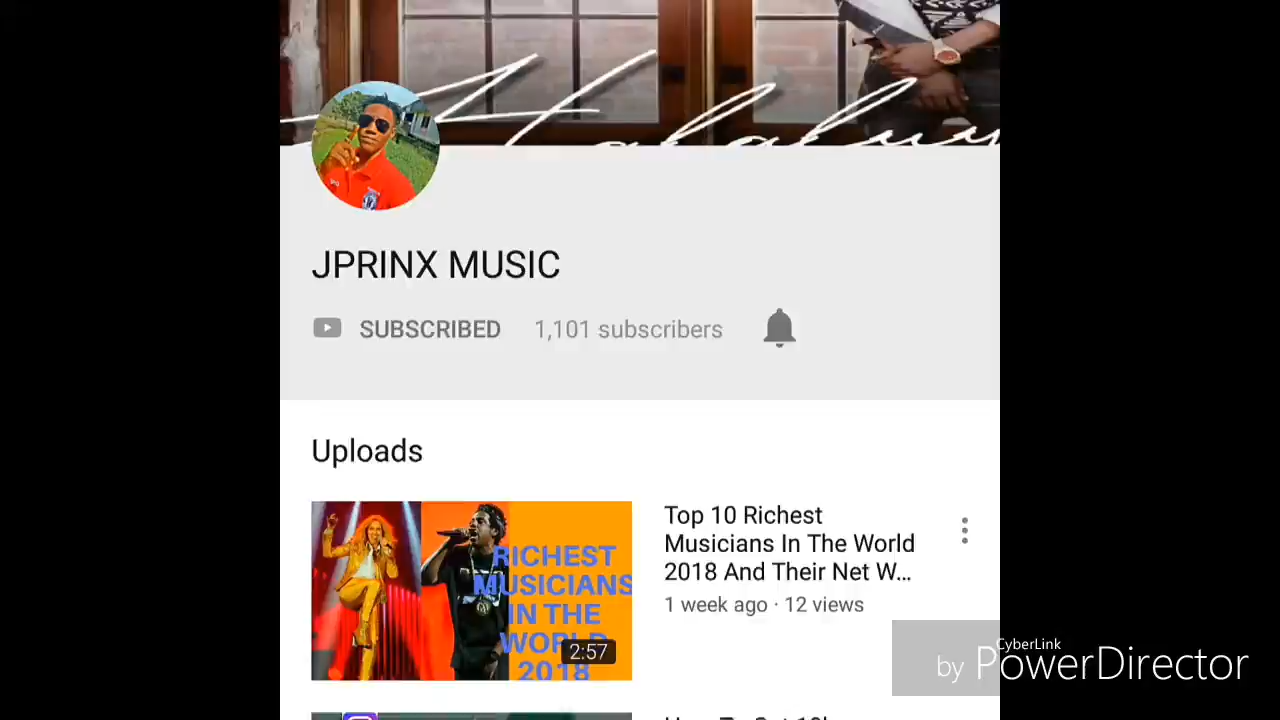 JPRINX MUSIC
SUBSCRIBED 1,101 subscribers
Uploads
Top 10 Richest
Musicians In The World
2018 And Their Net W...
1 week ago · 12 views
RICHEST
MUSICIANS
IN THE
WORLD
2018
2:57
CyberLink
by PowerDirector